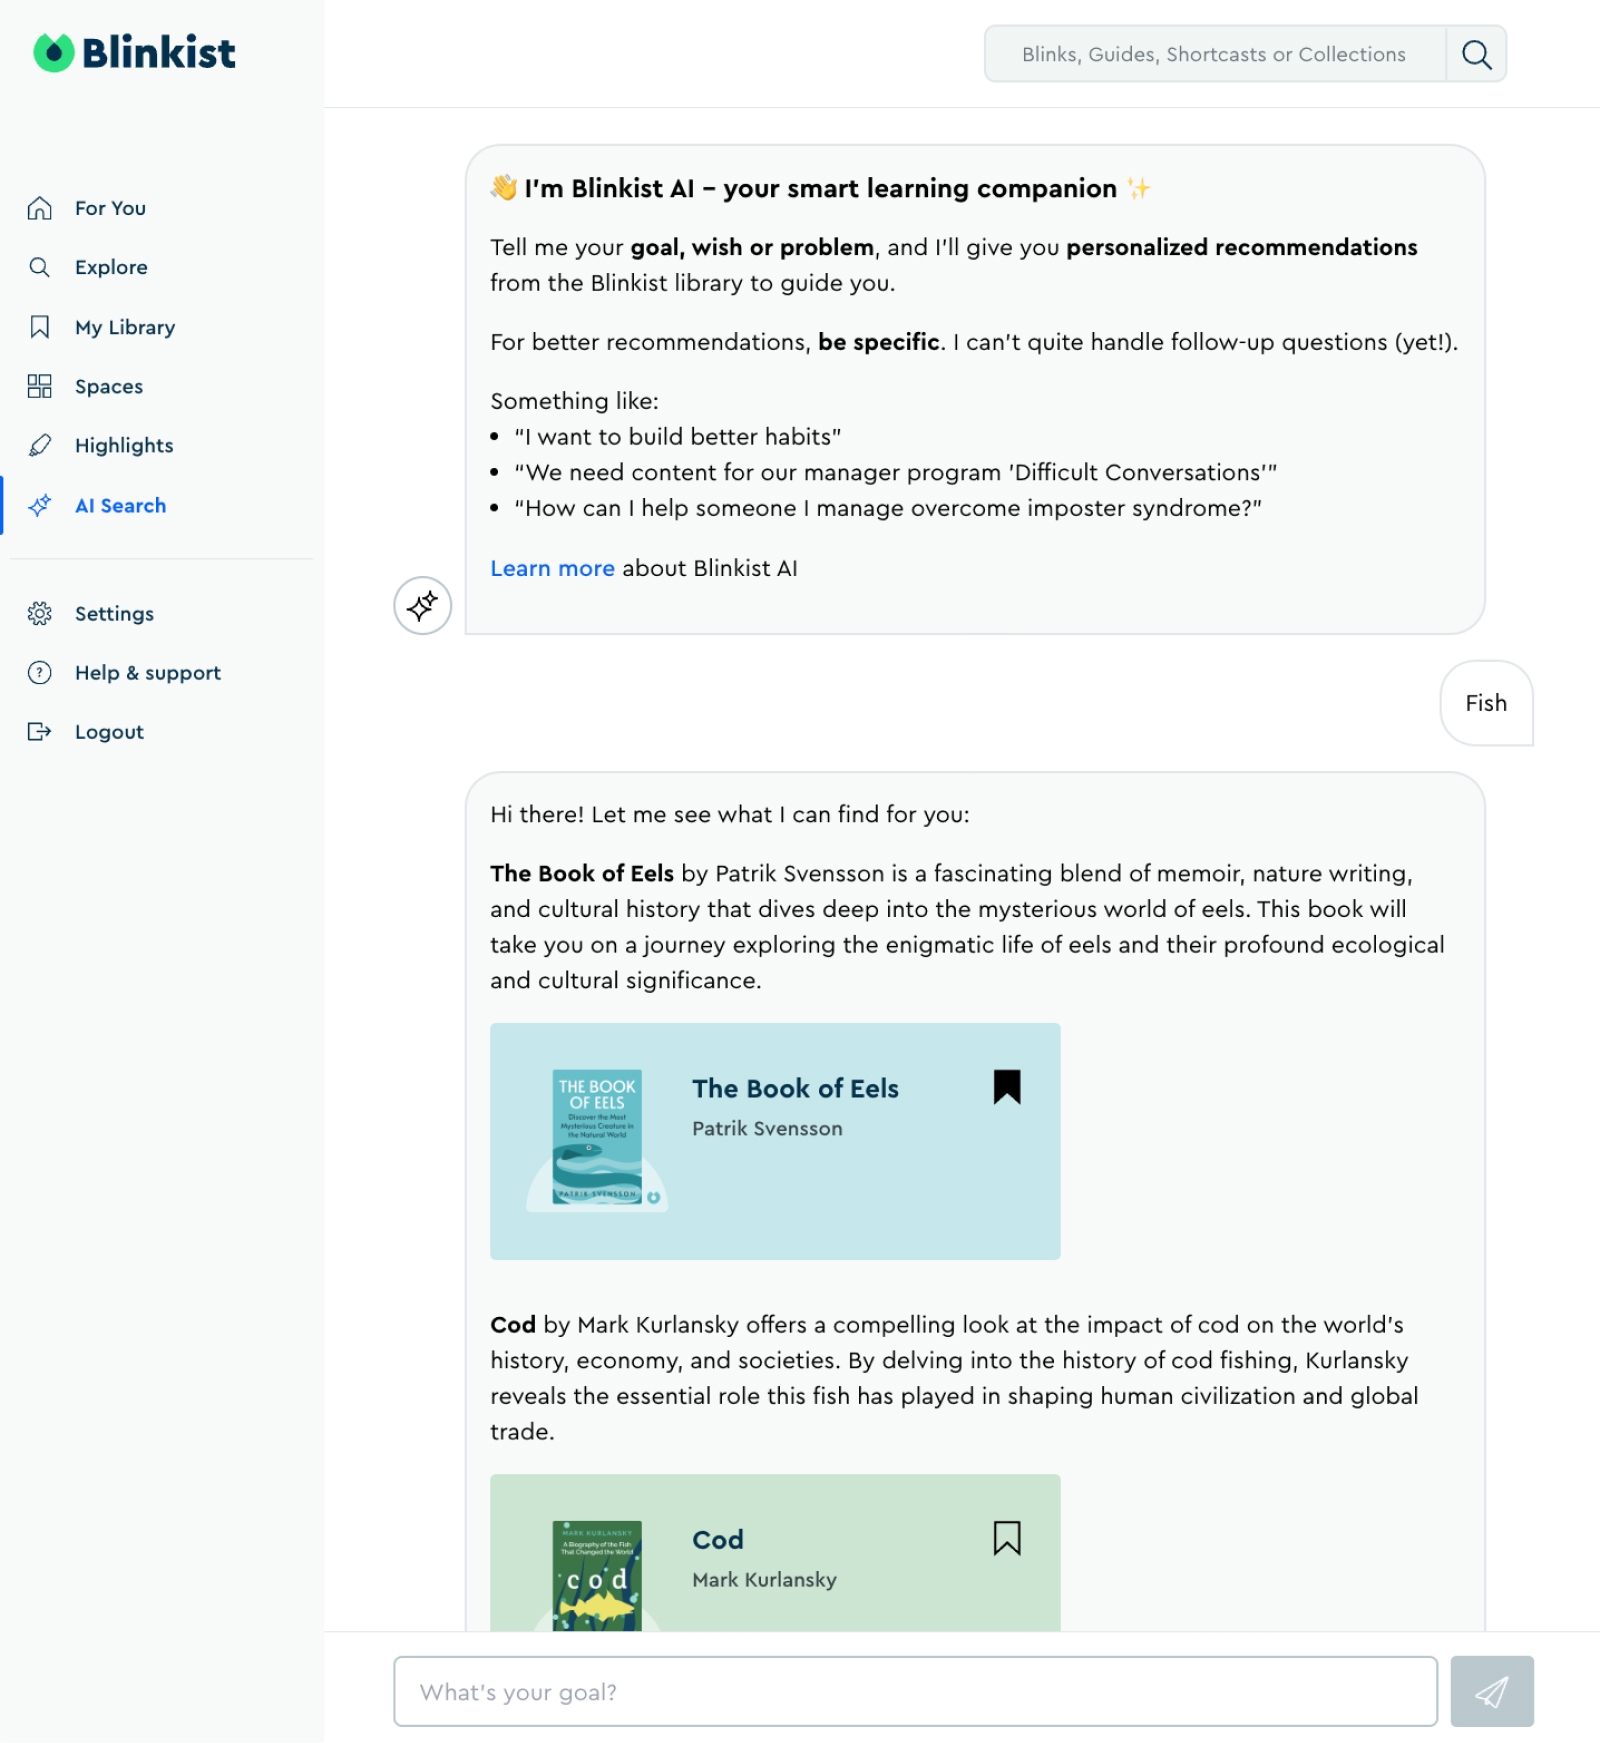 Blinkist
Blinks, Guides, Shortcasts or Collections
For You
Explore
My Library
Spaces
Highlights
AI Search
Settings
Help & support
Logout
👋 I'm Blinkist AI – your smart learning companion ✨
Tell me your goal, wish or problem, and I'll give you personalized recommendations
from the Blinkist library to guide you.
For better recommendations, be specific. I can't quite handle follow-up questions (yet!).
Something like:
• “I want to build better habits”
• “We need content for our manager program 'Difficult Conversations'”
• “How can I help someone I manage overcome imposter syndrome?”
Learn more about Blinkist AI
Fish
Hi there! Let me see what I can find for you:
The Book of Eels by Patrik Svensson is a fascinating blend of memoir, nature writing,
and cultural history that dives deep into the mysterious world of eels. This book will
take you on a journey exploring the enigmatic life of eels and their profound ecological
and cultural significance.
THE BOOK
OF EELS
Discover the Most
Mysterious Creature in
the Natural World
PATRIK SVENSSON
The Book of Eels
Patrik Svensson
Cod by Mark Kurlansky offers a compelling look at the impact of cod on the world's
history, economy, and societies. By delving into the history of cod fishing, Kurlansky
reveals the essential role this fish has played in shaping human civilization and global
trade.
MARK KURLANSKY
A Biography of the Fish
That Changed the World
cod
Cod
Mark Kurlansky
What's your goal?